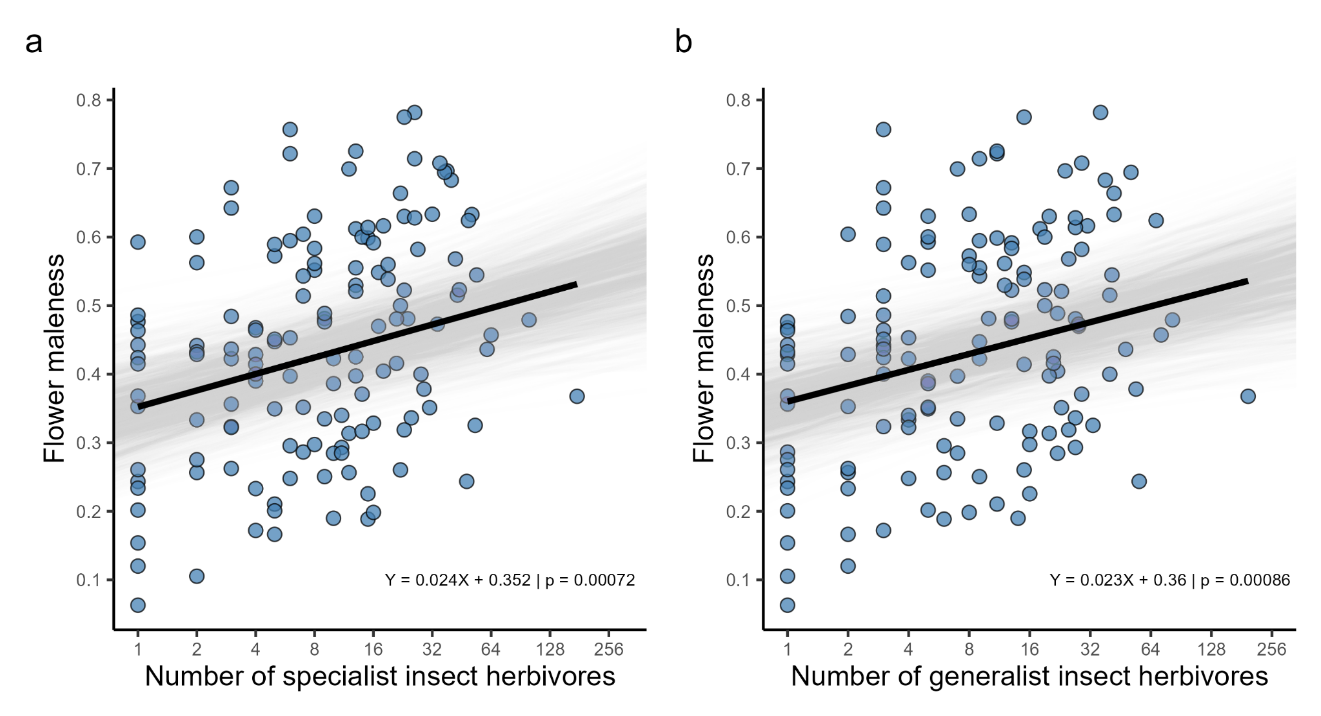 a
b
Flower maleness
0.8
0.7
0.6
0.5
0.4
0.3
0.2
0.1
Y = 0.024X + 0.352 | p = 0.00072
1 2 4 8 16 32 64 128 256
Number of specialist insect herbivores
Flower maleness
0.8
0.7
0.6
0.5
0.4
0.3
0.2
0.1
Y = 0.023X + 0.36 | p = 0.00086
1 2 4 8 16 32 64 128 256
Number of generalist insect herbivores